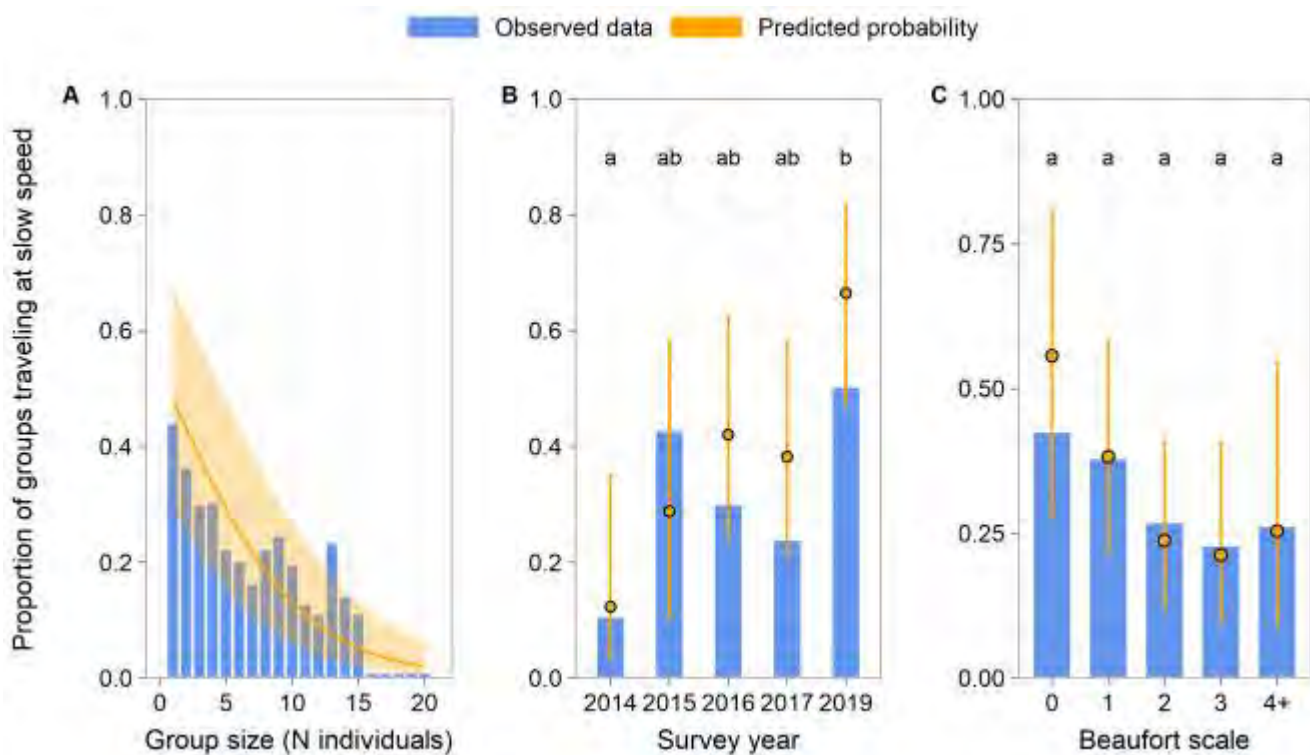 Observed data Predicted probability
Proportion of groups traveling at slow speed
A
1.0
0.8
0.6
0.4
0.2
0.0
0 5 10 15 20
Group size (N individuals)
B
1.0
0.8
0.6
0.4
0.2
0.0
a ab ab ab b
2014 2015 2016 2017 2019
Survey year
C
1.00
0.75
0.50
0.25
0.00
a a a a a
0 1 2 3 4+
Beaufort scale